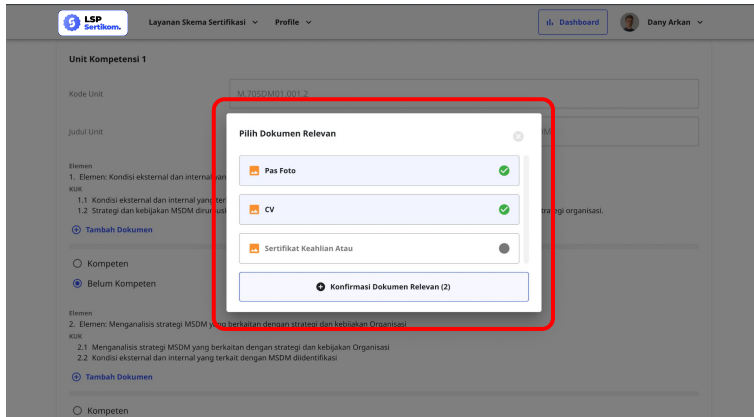 LSP
Sertikom.
Layanan Skema Sertifikasi
Profile
Dashboard
Dany Arkan
Unit Kompetensi 1
Kode Unit
M.70SDM01.001.2
Judul Unit
Pilih Dokumen Relevan
Elemen
1. Elemen: Kondisi eksternal dan internal
KUK
1.1 Kondisi eksternal dan internal yang
1.2 Strategi dan kebijakan MSDM
organisasi.
Tambah Dokumen
Pas Foto
CV
Sertifikat Keahlian Atau
Konfirmasi Dokumen Relevan (2)
Kompeten
Belum Kompeten
Elemen
2. Elemen: Menganalisis strategi MSDM yang berkaitan dengan strategi dan kebijakan Organisasi
KUK
2.1 Menganalisis strategi MSDM yang berkaitan dengan strategi dan kebijakan Organisasi
2.2 Kondisi eksternal dan internal yang terkait dengan MSDM diidentifikasi
Tambah Dokumen
Kompeten